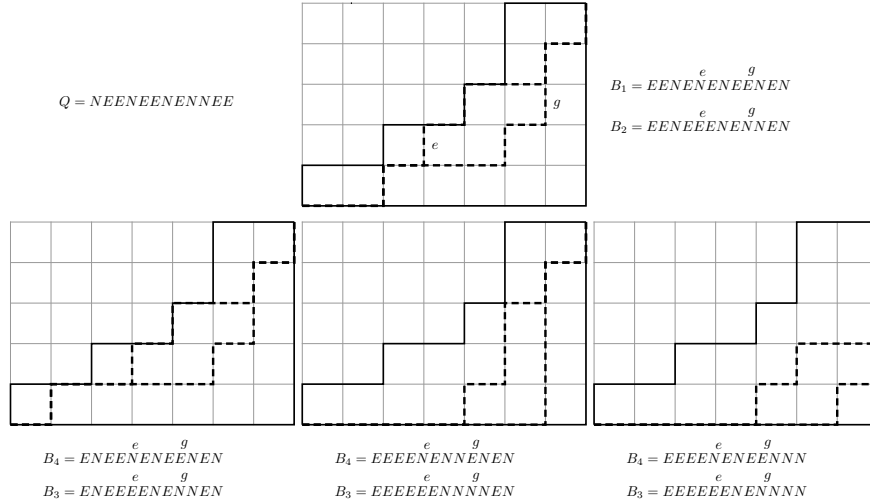 e g
Q = NEENEENENNEE
B₁ = EENENENEENEN
g
e g
B₂ = EENEEENENNEN
e
e g
B₄ = ENEENENEENEN
e g
B₃ = ENEEEENENNEN
e g
B₄ = EEEENENNENEN
e g
B₃ = EEEEEENNNNEN
e g
B₄ = EEEENENEENNN
e g
B₃ = EEEEEENENNNN